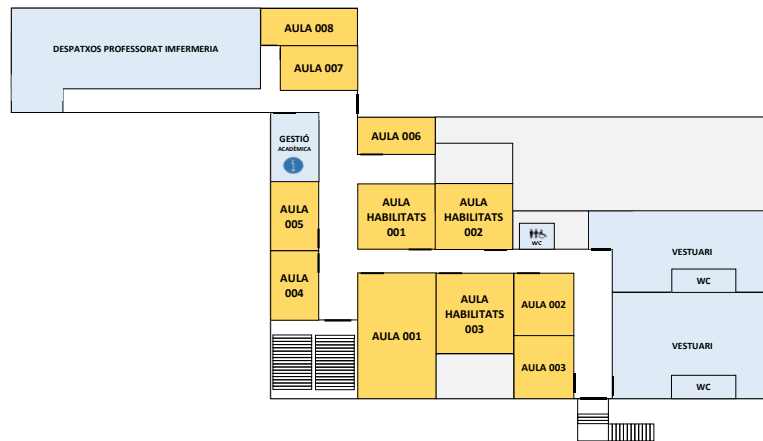 AULA 008
DESPATXOS PROFESSORAT IMFERMERIA
AULA 007
AULA 006
GESTIÓ
ACADÈMICA
AULA
005
AULA
HABILITATS
001
AULA
HABILITATS
002
WC
VESTUARI
WC
AULA
004
AULA 001
AULA
HABILITATS
003
AULA 002
AULA 003
VESTUARI
WC